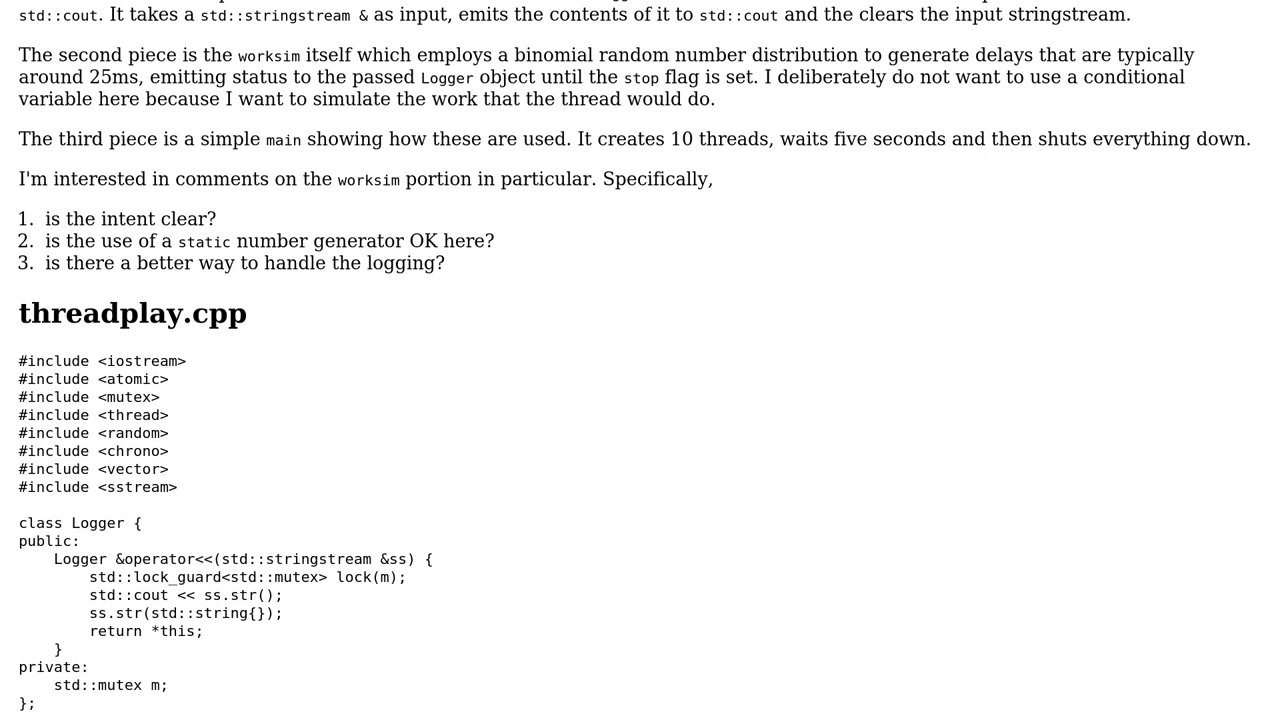 std::cout. It takes a std::stringstream & as input, emits the contents of it to std::cout and the clears the input stringstream.
The second piece is the worksim itself which employs a binomial random number distribution to generate delays that are typically
around 25ms, emitting status to the passed Logger object until the stop flag is set. I deliberately do not want to use a conditional
variable here because I want to simulate the work that the thread would do.
The third piece is a simple main showing how these are used. It creates 10 threads, waits five seconds and then shuts everything down.
I'm interested in comments on the worksim portion in particular. Specifically,
1. is the intent clear?
2. is the use of a static number generator OK here?
3. is there a better way to handle the logging?
threadplay.cpp
#include <iostream>
#include <atomic>
#include <mutex>
#include <thread>
#include <random>
#include <chrono>
#include <vector>
#include <sstream>
class Logger {
public:
    Logger &operator<<(std::stringstream &ss) {
        std::lock_guard<std::mutex> lock(m);
        std::cout << ss.str();
        ss.str(std::string{});
        return *this;
    }
private:
    std::mutex m;
};